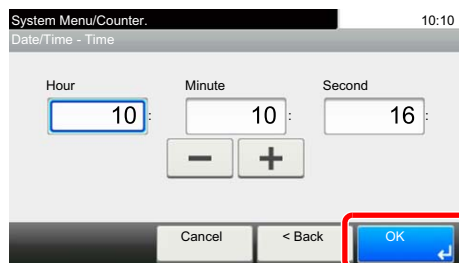 System Menu/Counter. 10:10
Date/Time - Time
Hour Minute Second
10 : 10 : 16 :
− +
Cancel < Back OK